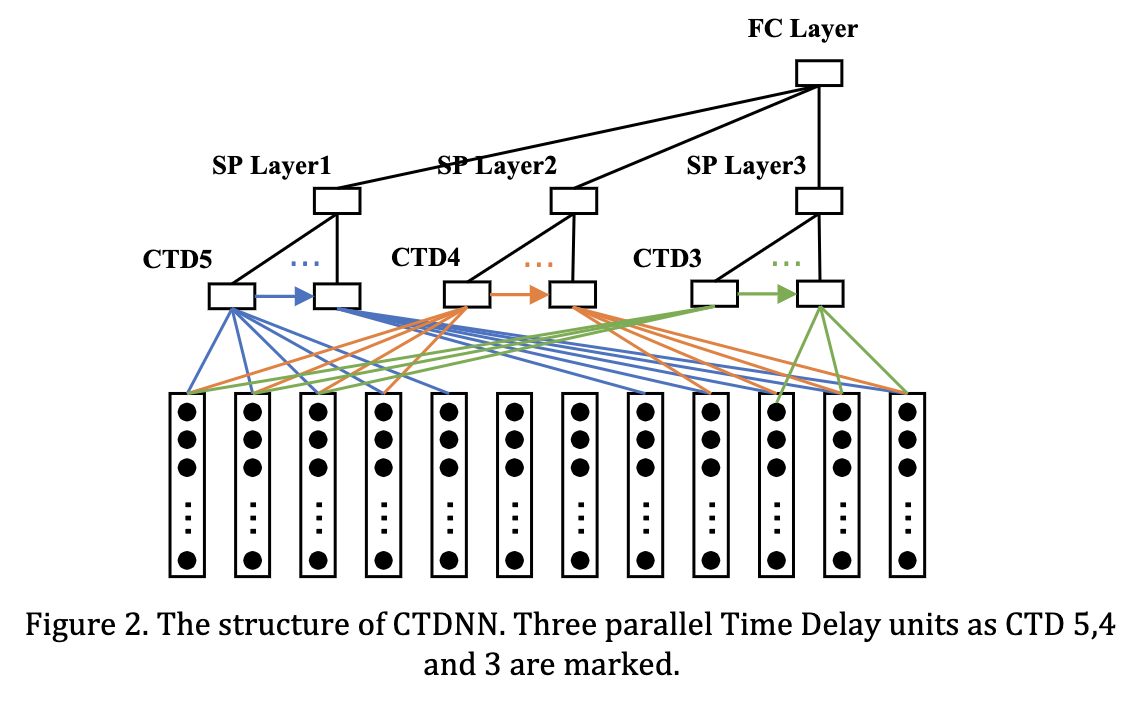 FC Layer
SP Layer1
SP Layer2
SP Layer3
CTD5
...
CTD4
...
CTD3
...
Figure 2. The structure of CTDNN. Three parallel Time Delay units as CTD 5,4
and 3 are marked.